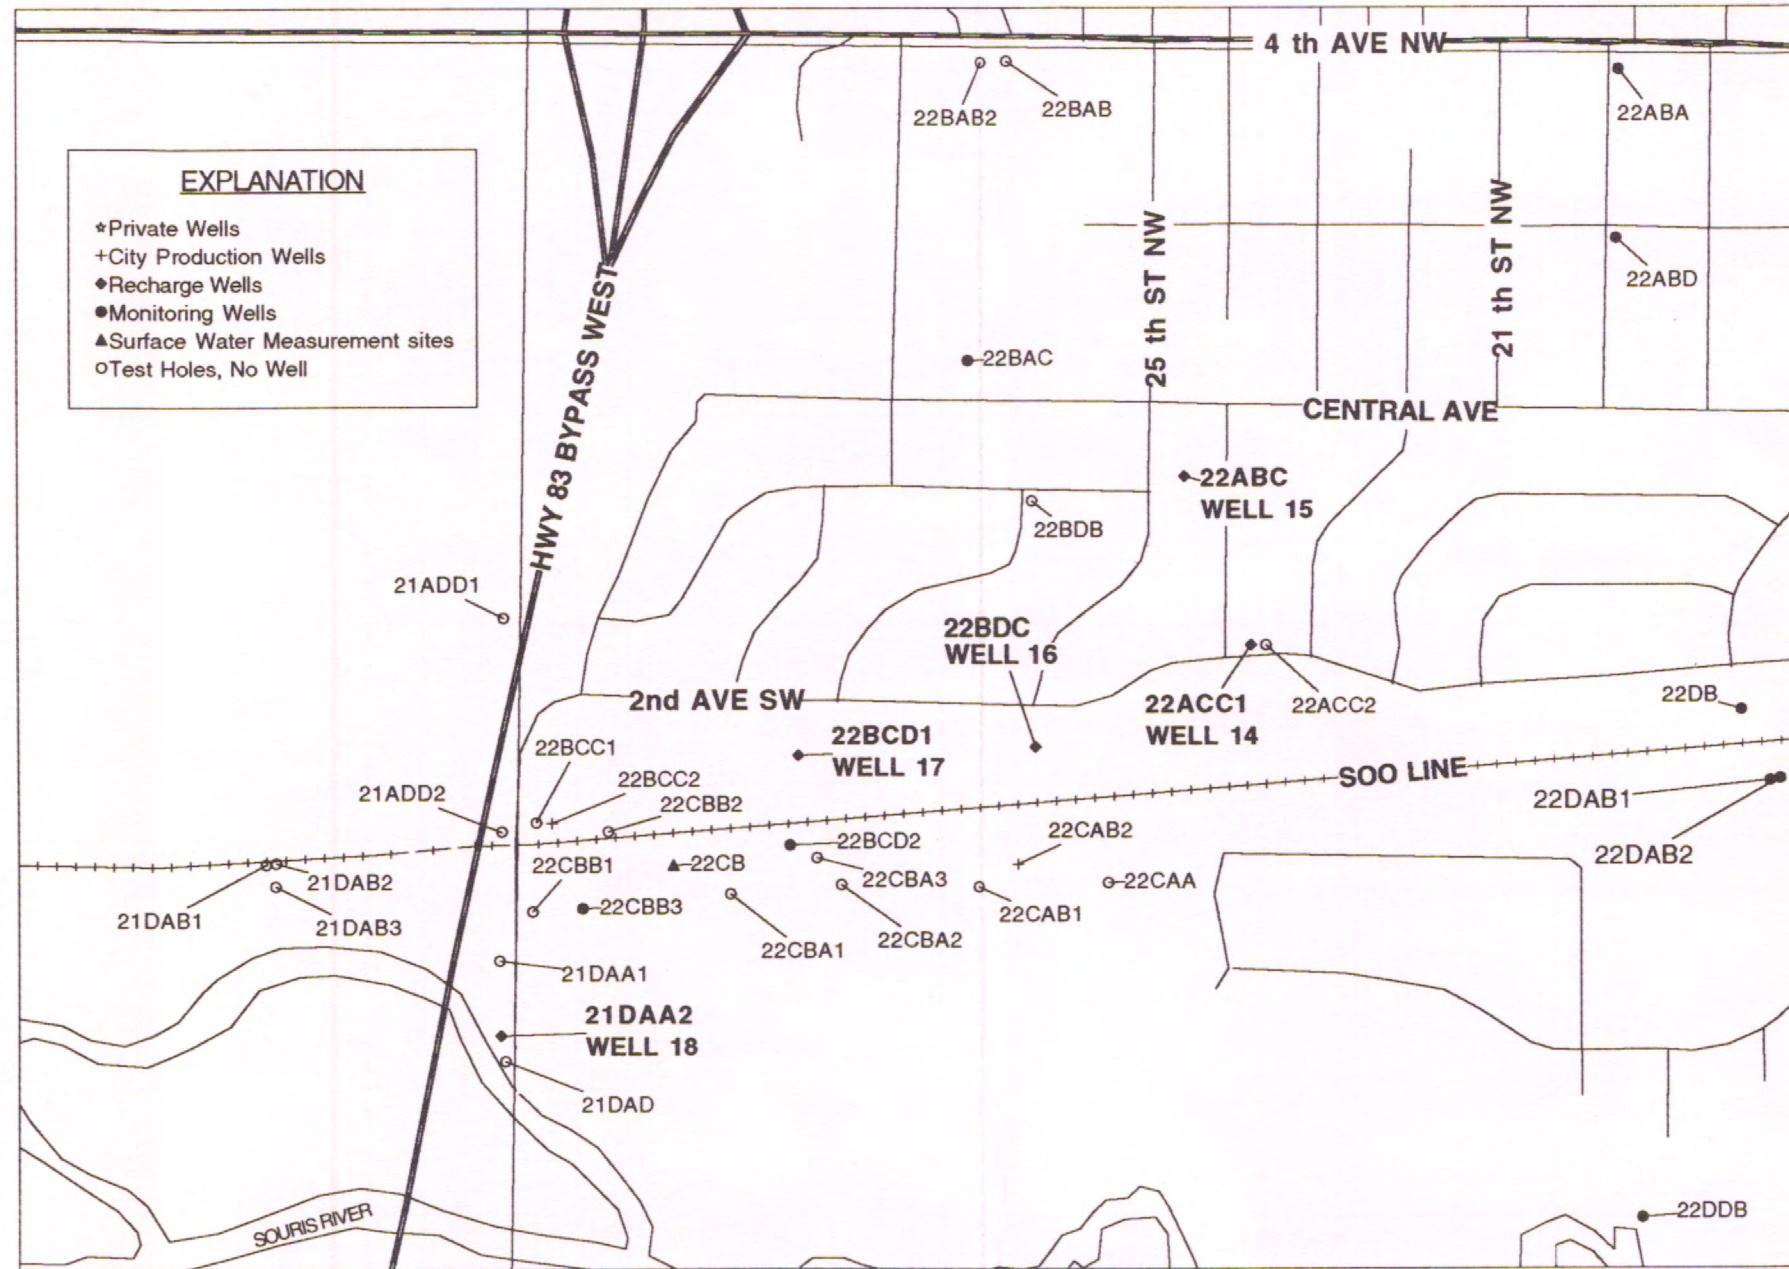 4 th AVE NW
22BAB2
22BAB
22ABA
EXPLANATION
Private Wells
+City Production Wells
Recharge Wells
Monitoring Wells
Surface Water Measurement sites
Test Holes, No Well
HWY 83 BYPASS WEST
25 th ST NW
21 th ST NW
22ABD
22BAC
CENTRAL AVE
22ABC
WELL 15
22BDB
21ADD1
22BDC
WELL 16
2nd AVE SW
22ACC1
WELL 14
22ACC2
22DB
22BCD1
WELL 17
22BCC1
22BCC2
22CBB2
21ADD2
SOO LINE
22DAB1
22DAB2
22BCD2
22CAB2
22CB
22CBA3
22CBB1
22CAA
21DAB2
21DAB1
21DAB3
22CBB3
22CAB1
22CBA1
22CBA2
21DAA1
21DAA2
WELL 18
21DAD
SOURIS RIVER
22DDB